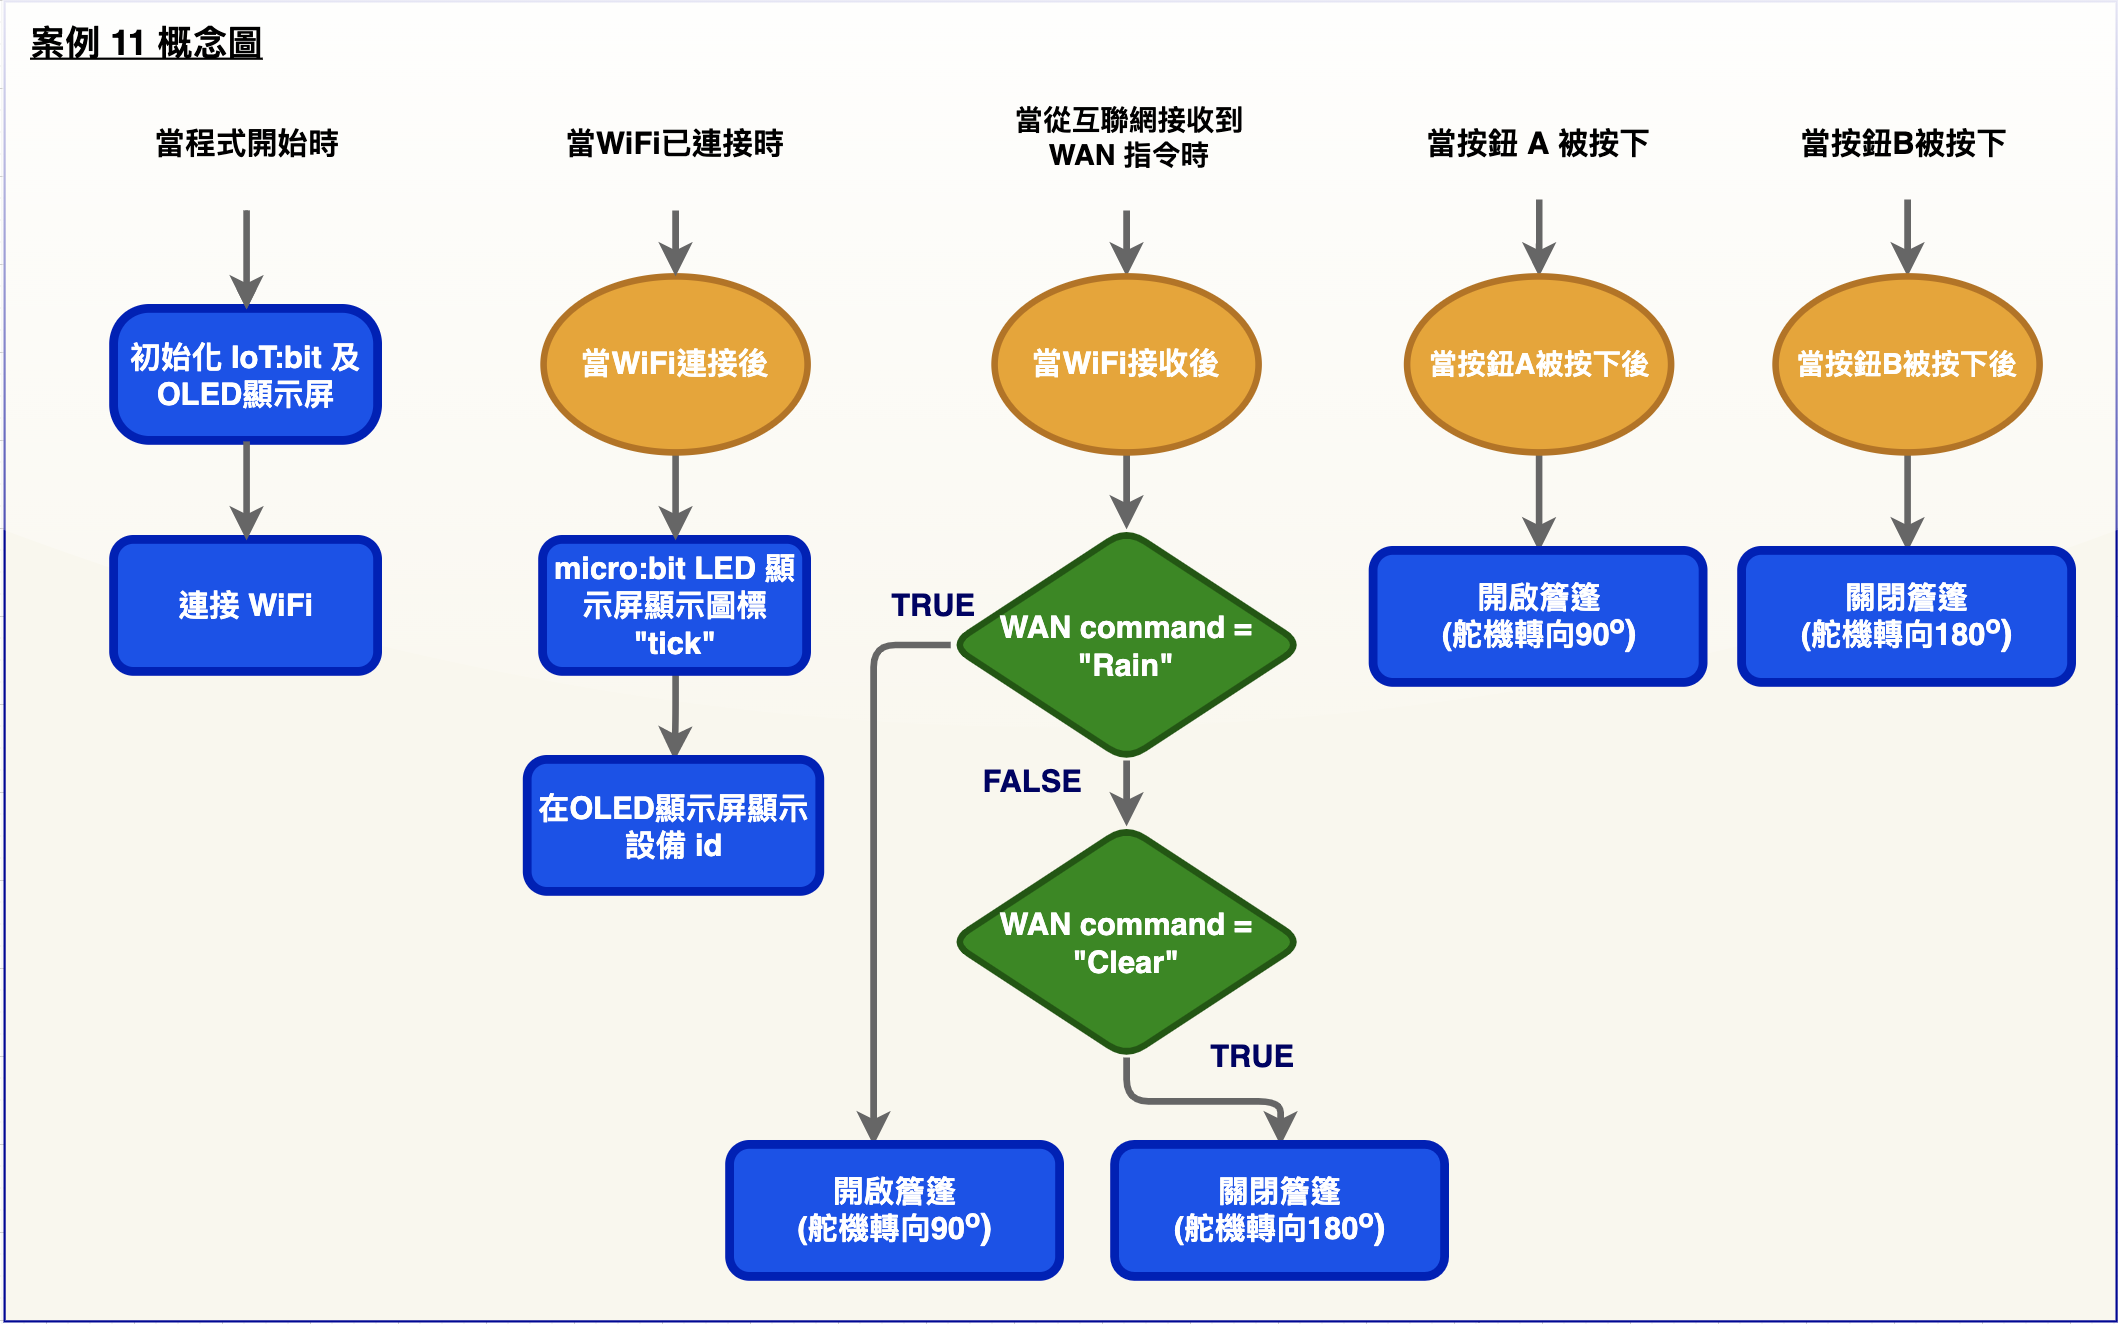 案例 11 概念圖
當程式開始時
初始化 IoT:bit 及
OLED顯示屏
連接 WiFi
當WiFi已連接時
當WiFi連接後
micro:bit LED 顯
示屏顯示圖標
"tick"
在OLED顯示屏顯示
設備 id
當從互聯網接收到
WAN 指令時
當WiFi接收後
WAN command =
"Rain"
TRUE
FALSE
WAN command =
"Clear"
TRUE
開啟簷篷
(舵機轉向90º)
關閉簷篷
(舵機轉向180º)
當按鈕 A 被按下
當按鈕A被按下後
開啟簷篷
(舵機轉向90º)
當按鈕B被按下
當按鈕B被按下後
關閉簷篷
(舵機轉向180º)